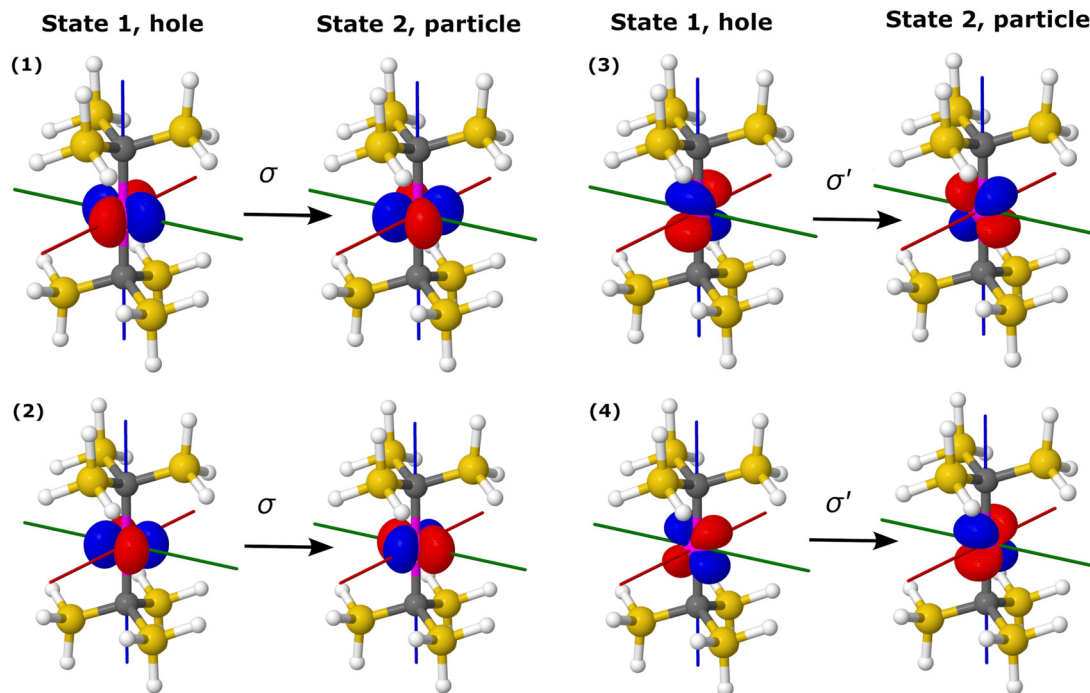 State 1, hole State 2, particle State 1, hole State 2, particle
(1) σ (3) σ′
(2) σ (4) σ′